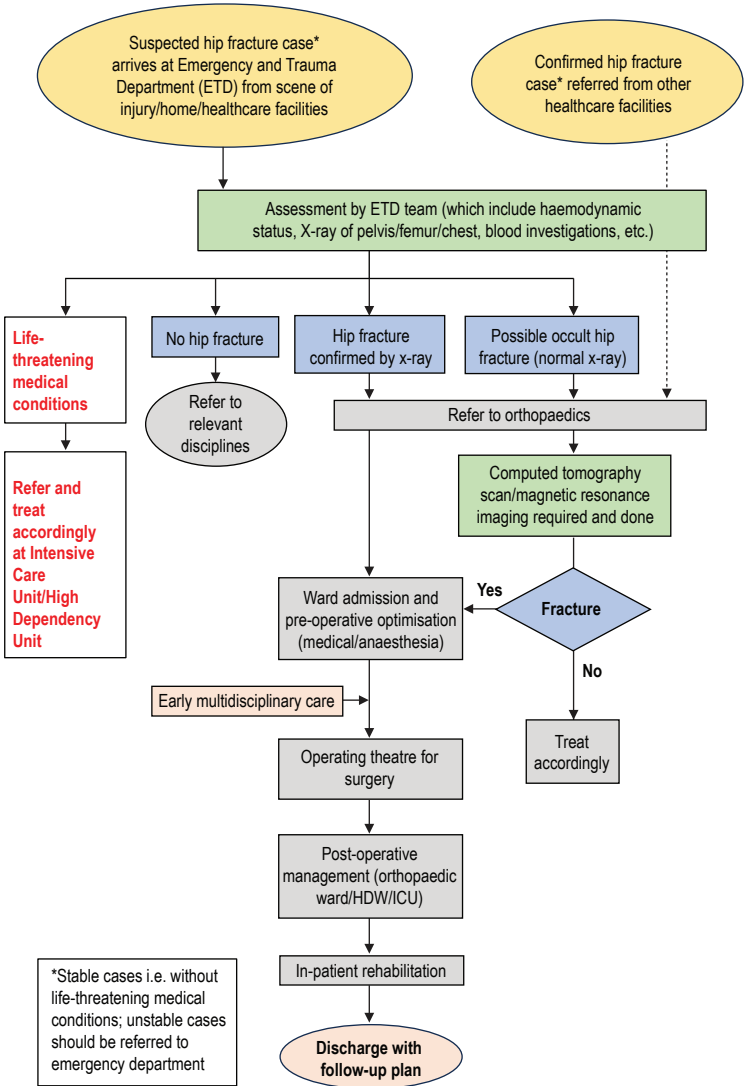 Suspected hip fracture case*
arrives at Emergency and Trauma
Department (ETD) from scene of
injury/home/healthcare facilities
Confirmed hip fracture
case* referred from other
healthcare facilities
Assessment by ETD team (which include haemodynamic
status, X-ray of pelvis/femur/chest, blood investigations, etc.)
Life-
threatening
medical
conditions
No hip fracture
Hip fracture
confirmed by x-ray
Possible occult hip
fracture (normal x-ray)
Refer to
relevant
disciplines
Refer to orthopaedics
Refer and
treat
accordingly
at Intensive
Care
Unit/High
Dependency
Unit
Computed tomography
scan/magnetic resonance
imaging required and done
Ward admission and
pre-operative optimisation
(medical/anaesthesia)
Yes
Fracture
No
Early multidisciplinary care
Treat
accordingly
Operating theatre for
surgery
Post-operative
management (orthopaedic
ward/HDW/ICU)
In-patient rehabilitation
*Stable cases i.e. without
life-threatening medical
conditions; unstable cases
should be referred to
emergency department
Discharge with
follow-up plan